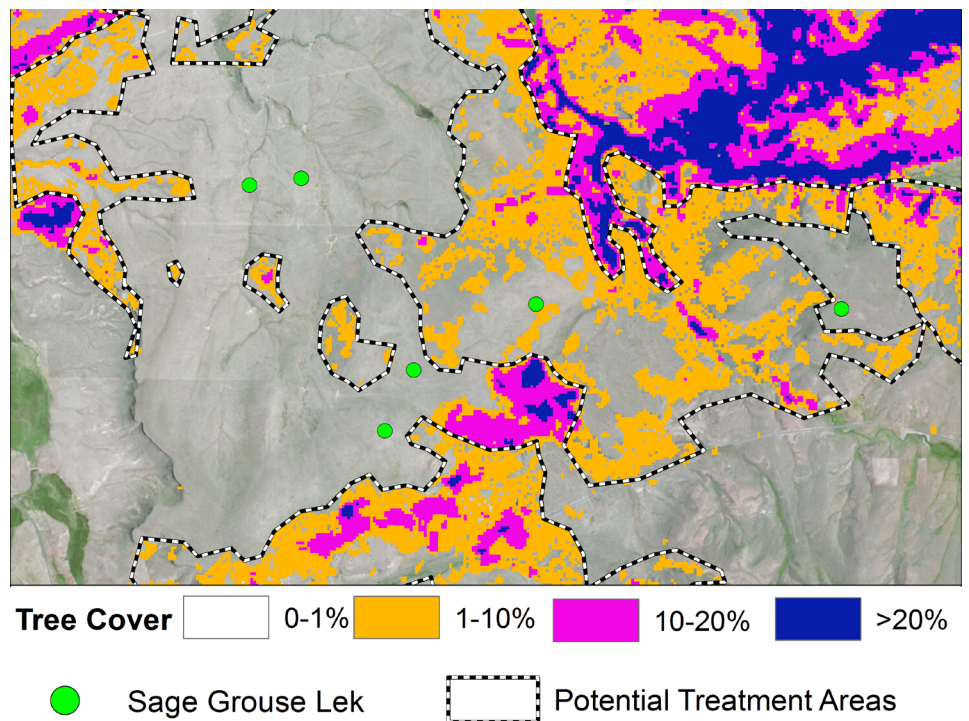 Tree Cover 0-1% 1-10% 10-20% >20%
Sage Grouse Lek Potential Treatment Areas